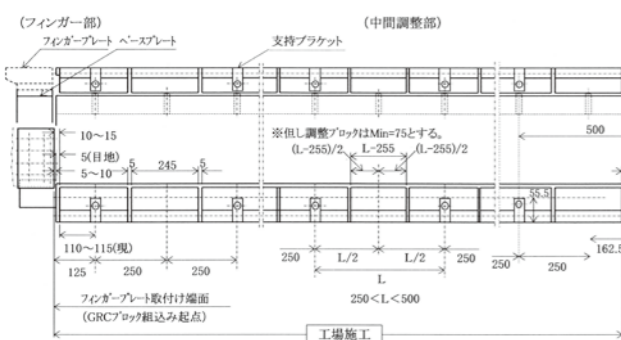 (フィンガー部)
(中間調整部)
フィンガープレート ベースプレート
支持ブラケット
10～15
5(目地)
5～10
5
245
5
※但し調整ブロックはMin=75とする。
(L-255)/2
L-255
(L-255)/2
500
55.5
110～115(現)
125
250
250
250
L/2
L/2
250
250
250
162.5
L
250<L<500
フィンガープレート取付け端面
(GRCブロック組込み起点)
工場施工